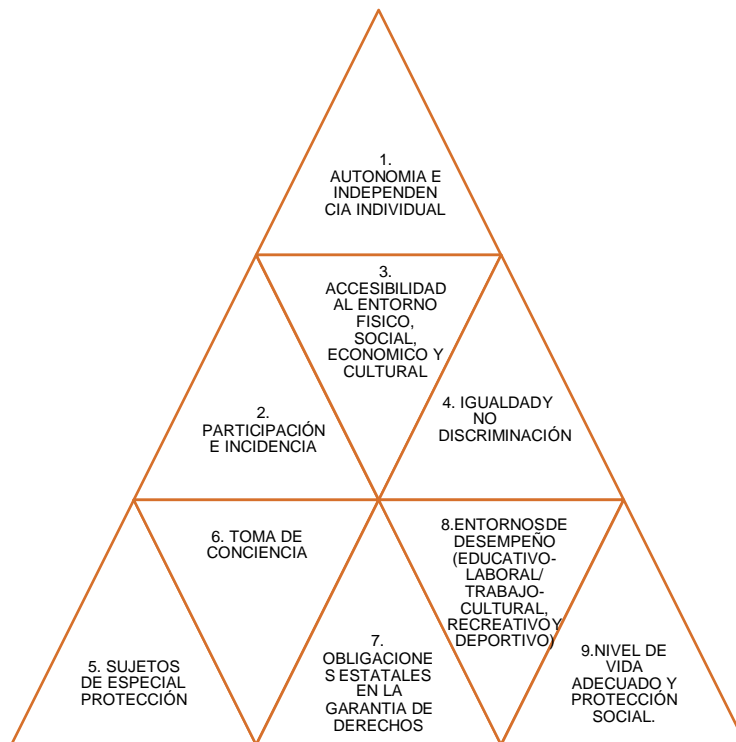 1.
AUTONOMIA E
INDEPENDEN
CIA INDIVIDUAL
3.
ACCESIBILIDAD
AL ENTORNO
FISICO,
SOCIAL,
ECONOMICO Y
CULTURAL
2.
PARTICIPACIÓN
E INCIDENCIA
4. IGUALDAD Y
NO
DISCRIMINACIÓN
5. SUJETOS
DE ESPECIAL
PROTECCIÓN
6. TOMA DE
CONCIENCIA
7.
OBLIGACIONE
S ESTATALES
EN LA
GARANTIA DE
DERECHOS
8.ENTORNOS DE
DESEMPEÑO
(EDUCATIVO-
LABORAL/
TRABAJO-
CULTURAL,
RECREATIVO Y
DEPORTIVO)
9.NIVEL DE
VIDA
ADECUADO Y
PROTECCIÓN
SOCIAL.